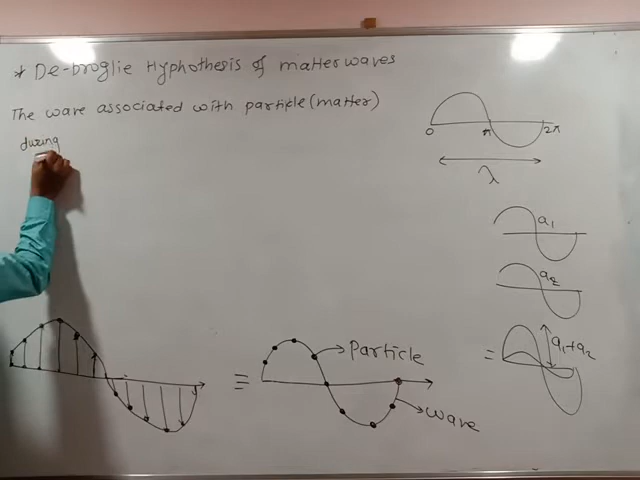 * De-broglie Hyphothesis of matter waves
The wave associated with particle (matter)
during
0 π 2π
λ
a1
a2
= a1+a2
≡ Particle
wave